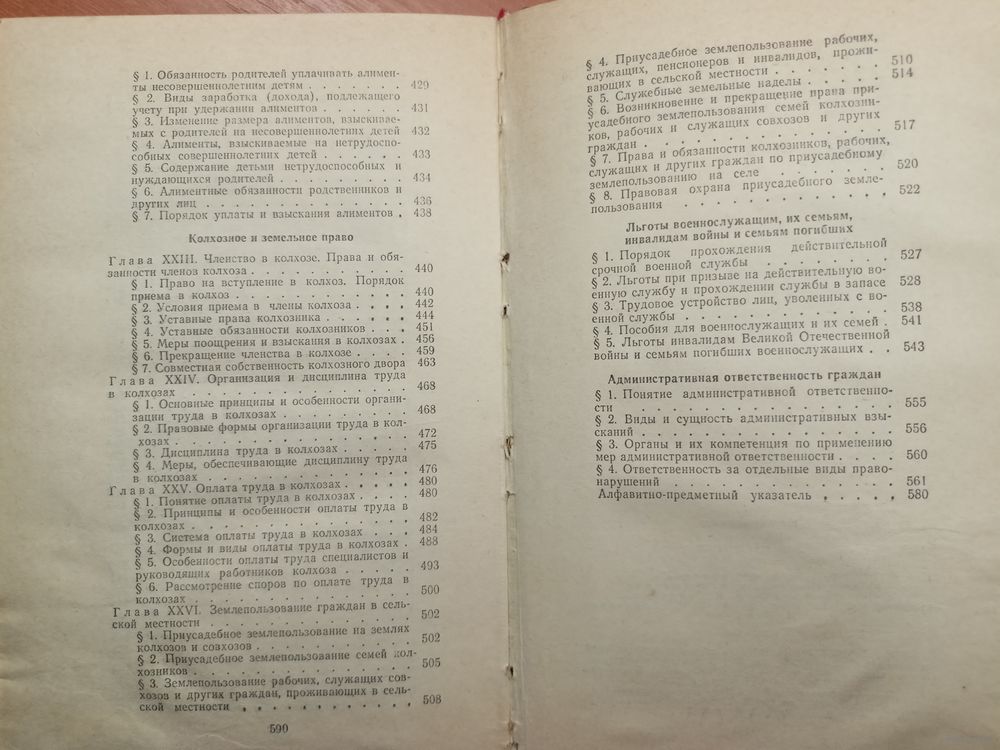 § 1. Обязанность родителей уплачивать алимен-
ты несовершеннолетним детям . . . . . . 429
§ 2. Виды заработка (дохода), подлежащего
учету при удержании алиментов . . . . . 431
§ 3. Изменение размера алиментов, взыскивае-
мых с родителей на несовершеннолетних детей 432
§ 4. Алименты, взыскиваемые на нетрудоспо-
собных совершеннолетних детей . . . . . . 433
§ 5. Содержание детьми нетрудоспособных и
нуждающихся родителей . . . . . . . . 434
§ 6. Алиментные обязанности родственников и
других лиц . . . . . . . . . . . . . 436
§ 7. Порядок уплаты и взыскания алиментов . 438
Колхозное и земельное право
Глава XXIII. Членство в колхозе. Права и обя-
занности членов колхоза . . . . . . . . . . 440
§ 1. Право на вступление в колхоз. Порядок
приема в колхоз . . . . . . . . . . . 440
§ 2. Условия приема в члены колхоза . . . . 442
§ 3. Уставные права колхозника . . . . . . 444
§ 4. Уставные обязанности колхозников . . . 451
§ 5. Меры поощрения и взыскания в колхозах . 456
§ 6. Прекращение членства в колхозе . . . . 459
§ 7. Совместная собственность колхозного двора 463
Глава XXIV. Организация и дисциплина труда
в колхозах . . . . . . . . . . . . . . 468
§ 1. Основные принципы и особенности органи-
зации труда в колхозах . . . . . . . . 468
§ 2. Правовые формы организации труда в кол-
хозах . . . . . . . . . . . . . . . 472
§ 3. Дисциплина труда в колхозах . . . . . 475
§ 4. Меры, обеспечивающие дисциплину труда
в колхозах . . . . . . . . . . . . . 476
Глава XXV. Оплата труда в колхозах . . . . . 480
§ 1. Понятие оплаты труда в колхозах . . . . 480
§ 2. Принципы и особенности оплаты труда в
колхозах . . . . . . . . . . . . . . 482
§ 3. Система оплаты труда в колхозах . . . 484
§ 4. Формы и виды оплаты труда в колхозах . 488
§ 5. Особенности оплаты труда специалистов и
руководящих работников колхоза . . . . . 493
§ 6. Рассмотрение споров по оплате труда в
колхозах . . . . . . . . . . . . . . 500
Глава XXVI. Землепользование граждан в сель-
ской местности . . . . . . . . . . . . . 502
§ 1. Приусадебное землепользование на землях
колхозов и совхозов . . . . . . . . . . 502
§ 2. Приусадебное землепользование семей кол-
хозников . . . . . . . . . . . . . . 505
§ 3. Землепользование рабочих, служащих сов-
хозов и других граждан, проживающих в сель-
ской местности . . . . . . . . . . . 508
590
§ 4. Приусадебное землепользование рабочих,
служащих, пенсионеров и инвалидов, прожи-
вающих в сельской местности . . . . . . . 510
§ 5. Служебные земельные наделы . . . . . 514
§ 6. Возникновение и прекращение права при-
усадебного землепользования семей колхозни-
ков, рабочих и служащих совхозов и других
граждан . . . . . . . . . . . . . . 517
§ 7. Права и обязанности колхозников, рабочих,
служащих и других граждан по приусадебному
землепользованию на селе . . . . . . . 520
§ 8. Правовая охрана приусадебного земле-
пользования . . . . . . . . . . . . 522
Льготы военнослужащим, их семьям,
инвалидам войны и семьям погибших
§ 1. Порядок прохождения действительной
срочной военной службы . . . . . . . . 527
§ 2. Льготы при призыве на действительную во-
енную службу и прохождении службы в запасе 528
§ 3. Трудовое устройство лиц, уволенных с во-
енной службы . . . . . . . . . . . . 538
§ 4. Пособия для военнослужащих и их семей . 541
§ 5. Льготы инвалидам Великой Отечественной
войны и семьям погибших военнослужащих . . 543
Административная ответственность граждан
§ 1. Понятие административной ответственно-
сти . . . . . . . . . . . . . . . . 555
§ 2. Виды и сущность административных взы-
сканий . . . . . . . . . . . . . . . 556
§ 3. Органы и их компетенция по применению
мер административной ответственности . . . . 560
§ 4. Ответственность за отдельные виды право-
нарушений . . . . . . . . . . . . . . 561
Алфавитно-предметный указатель . . . . . 580